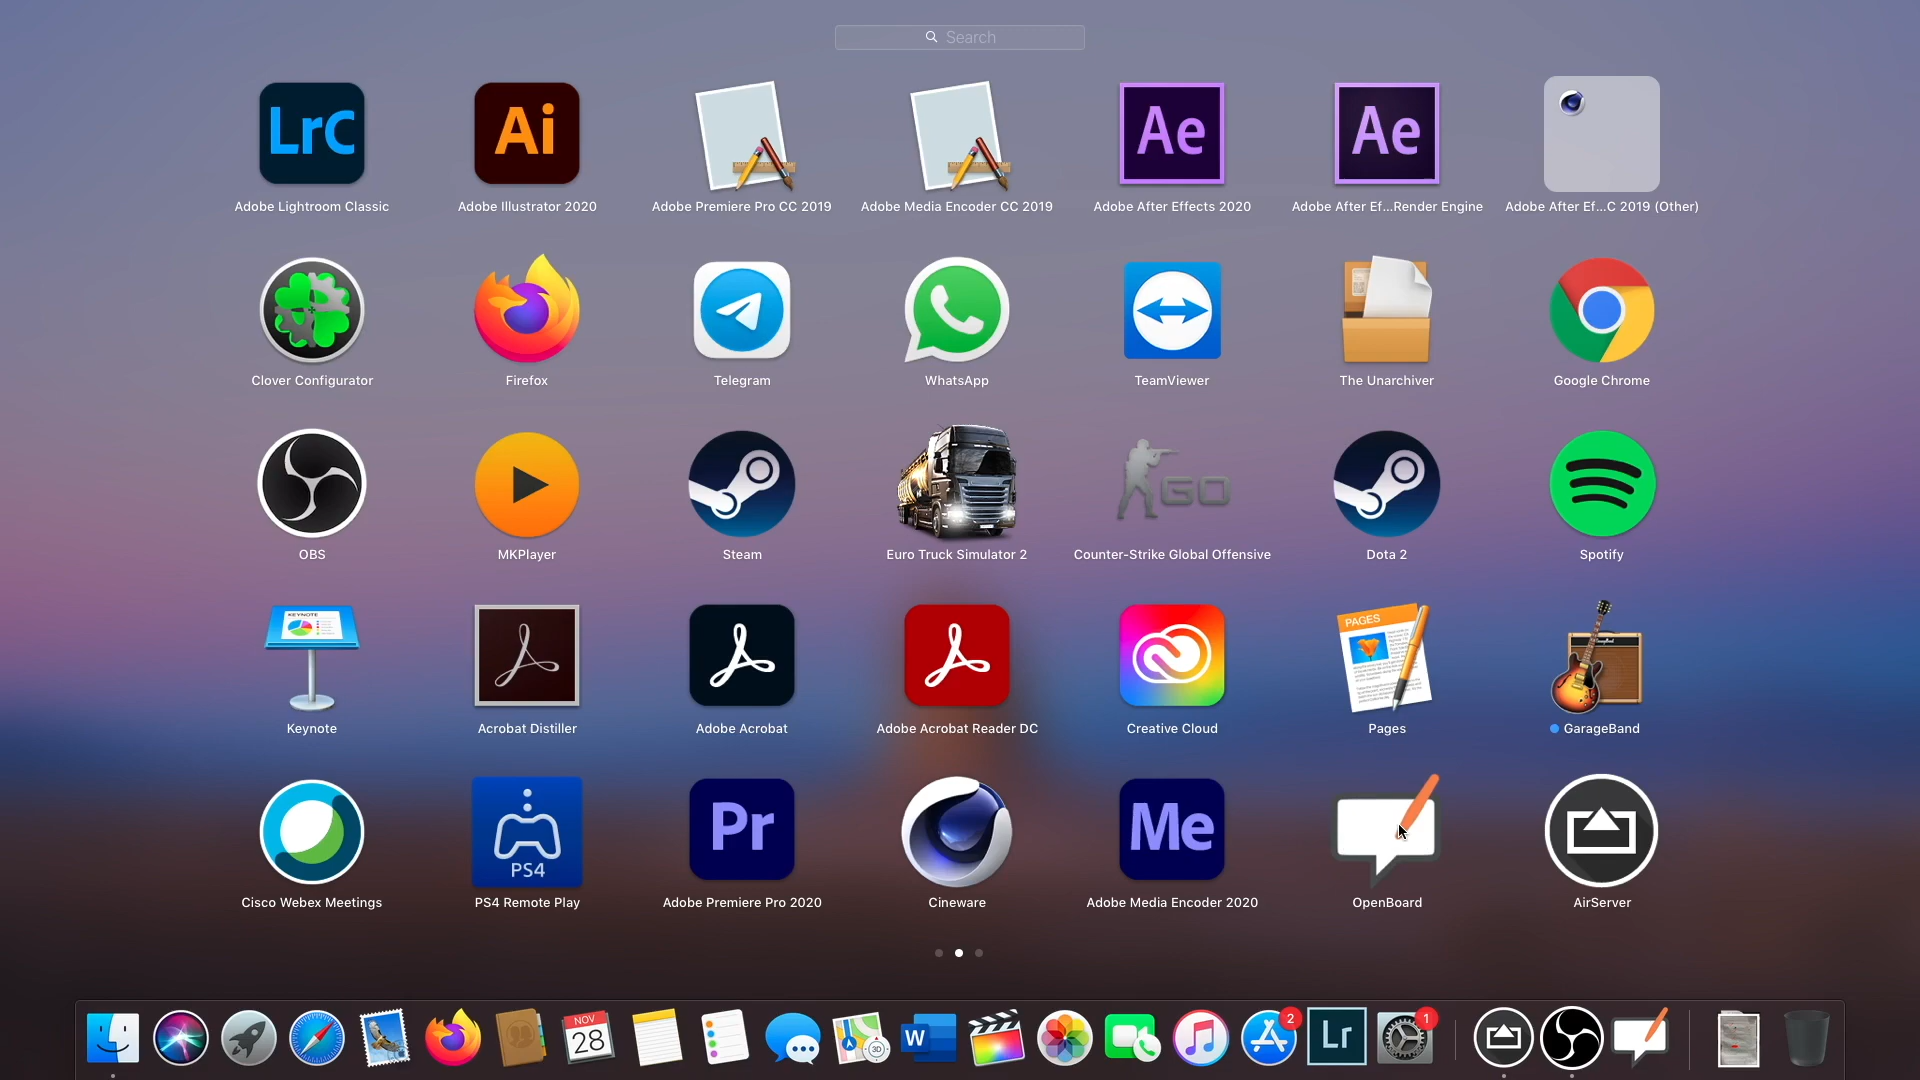 Search
LrC
Ai
Ae
Ae
Adobe Lightroom Classic
Adobe Illustrator 2020
Adobe Premiere Pro CC 2019
Adobe Media Encoder CC 2019
Adobe After Effects 2020
Adobe After Ef...Render Engine
Adobe After Ef...C 2019 (Other)
Clover Configurator
Firefox
Telegram
WhatsApp
TeamViewer
The Unarchiver
Google Chrome
GO
OBS
MKPlayer
Steam
Euro Truck Simulator 2
Counter-Strike Global Offensive
Dota 2
Spotify
KEYNOTE
PAGES
Keynote
Acrobat Distiller
Adobe Acrobat
Adobe Acrobat Reader DC
Creative Cloud
Pages
GarageBand
PS4
Pr
Me
Cisco Webex Meetings
PS4 Remote Play
Adobe Premiere Pro 2020
Cineware
Adobe Media Encoder 2020
OpenBoard
AirServer
NOV
28
3D
W
2
Lr
1